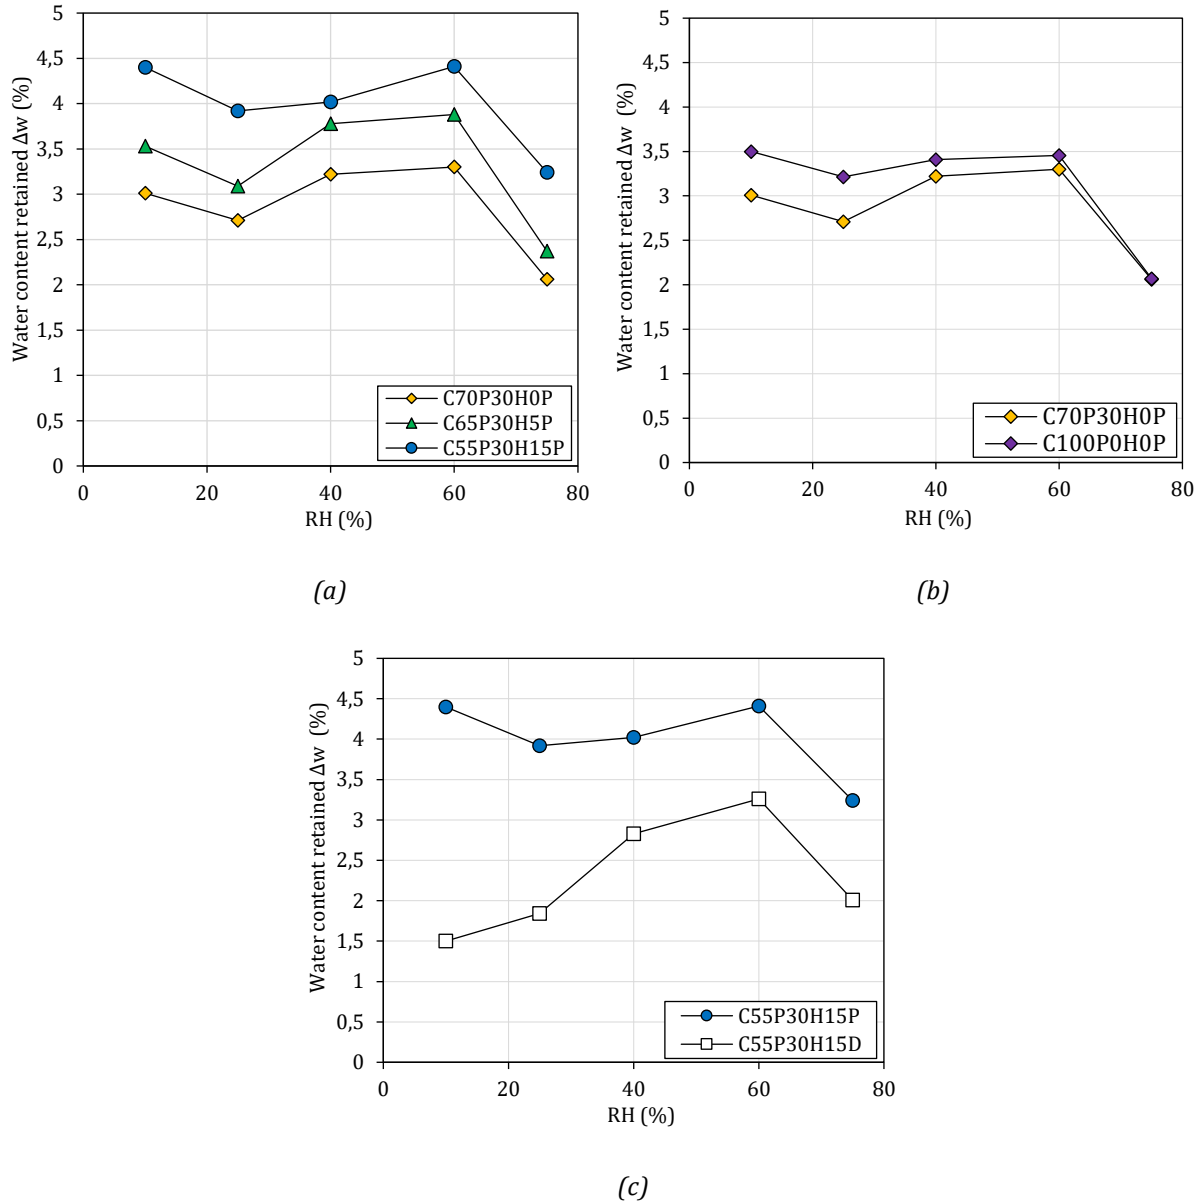 5
4,5
4
3,5
3
2,5
2
1,5
1
0,5
0
Water content retained Δw (%)
0 20 40 60 80
RH (%)
C70P30H0P
C65P30H5P
C55P30H15P
(a)
5
4,5
4
3,5
3
2,5
2
1,5
1
0,5
0
Water content retained Δw (%)
0 20 40 60 80
RH (%)
C70P30H0P
C100P0H0P
(b)
5
4,5
4
3,5
3
2,5
2
1,5
1
0,5
0
Water content retained Δw (%)
0 20 40 60 80
RH (%)
C55P30H15P
C55P30H15D
(c)